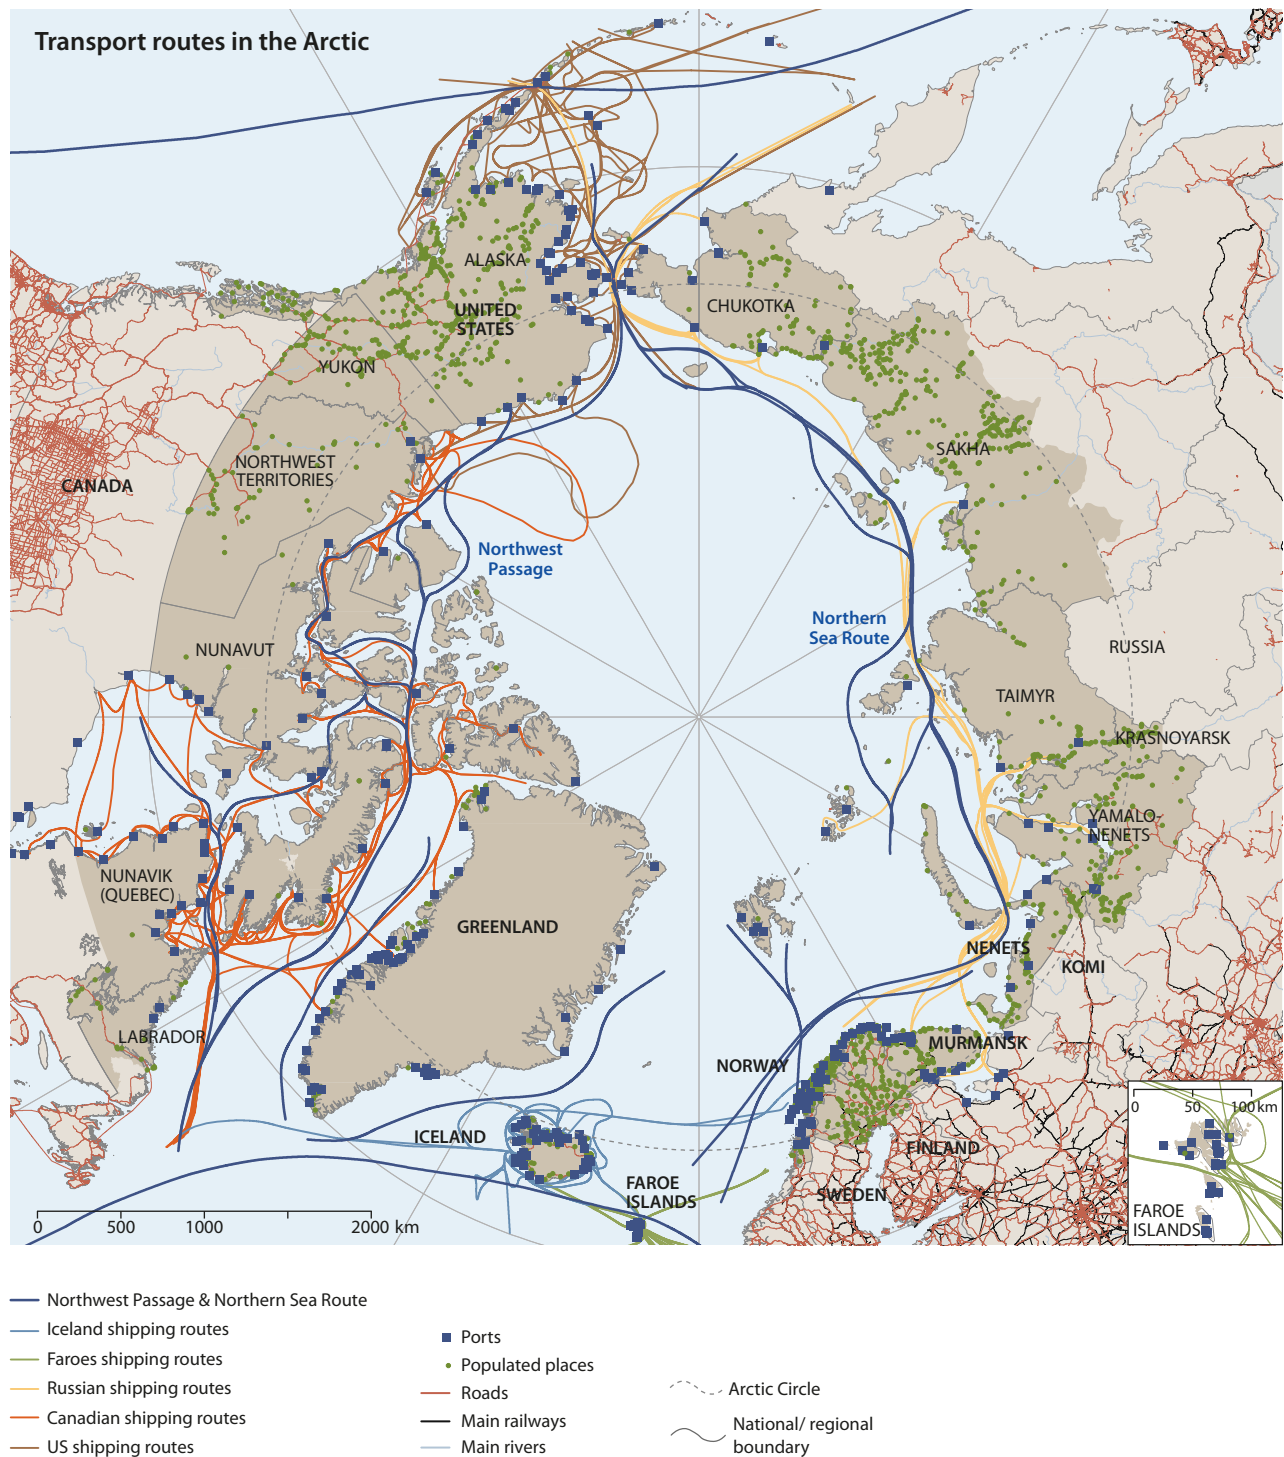 Transport routes in the Arctic
ALASKA
UNITED
STATES
CHUKOTKA
YUKON
SAKHA
NORTHWEST
TERRITORIES
CANADA
Northwest
Passage
Northern
Sea Route
NUNAVUT
RUSSIA
TAIMYR
KRASNOYARSK
YAMALO-
NENETS
NUNAVIK
(QUEBEC)
GREENLAND
NENETS
KOMI
LABRADOR
MURMANSK
NORWAY
ICELAND
FINLAND
SWEDEN
FAROE
ISLANDS
0 50 100 km
FAROE
ISLANDS
0 500 1000 2000 km
Northwest Passage & Northern Sea Route
Iceland shipping routes
Faroes shipping routes
Russian shipping routes
Canadian shipping routes
US shipping routes
Ports
Populated places
Roads
Main railways
Main rivers
Arctic Circle
National/ regional
boundary